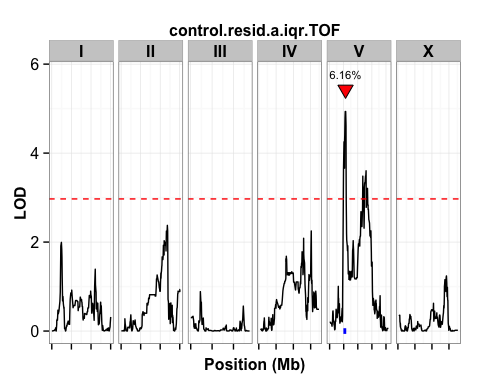 control.resid.a.iqr.TOF
I II III IV V X
6.16%
6
4
2
0
LOD
Position (Mb)